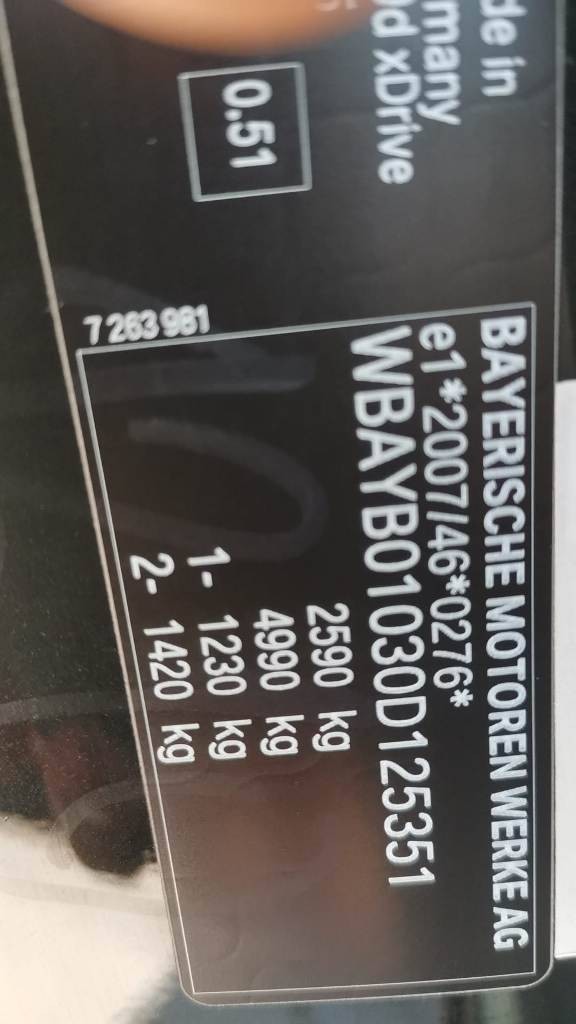 de in
many
d xDrive
0.51
7 263 981
BAYERISCHE MOTOREN WERKE AG
e1*2007/46*0276*
WBAYB01030D125351
2590 kg
4990 kg
1- 1230 kg
2- 1420 kg